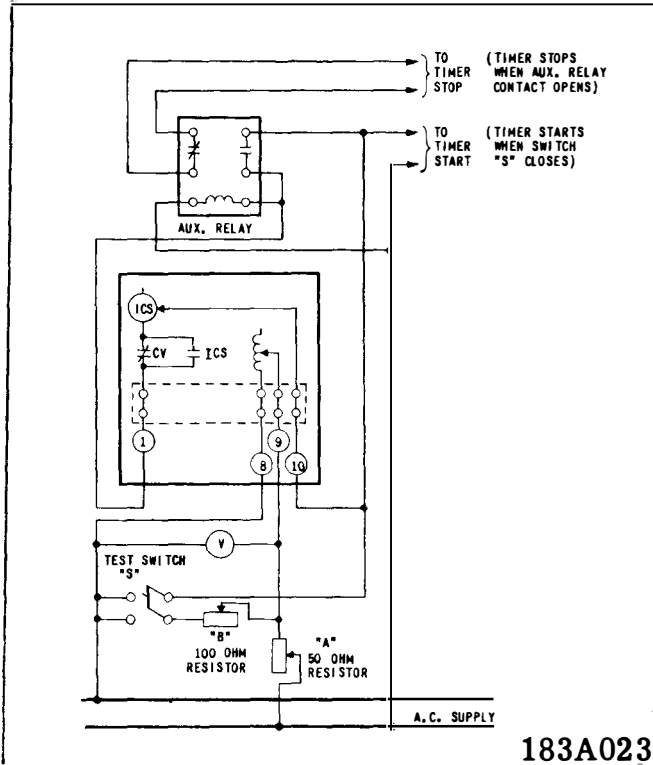 TO (TIMER STOPS
TIMER WHEN AUX. RELAY
STOP CONTACT OPENS)
TO (TIMER STARTS
TIMER WHEN SWITCH
START "S" CLOSES)
AUX. RELAY
ICS
CV ICS
1
9
8 10
V
TEST SWITCH
"S"
"B"
100 OHM
RESISTOR
"A"
50 OHM
RESISTOR
A.C. SUPPLY
183A023